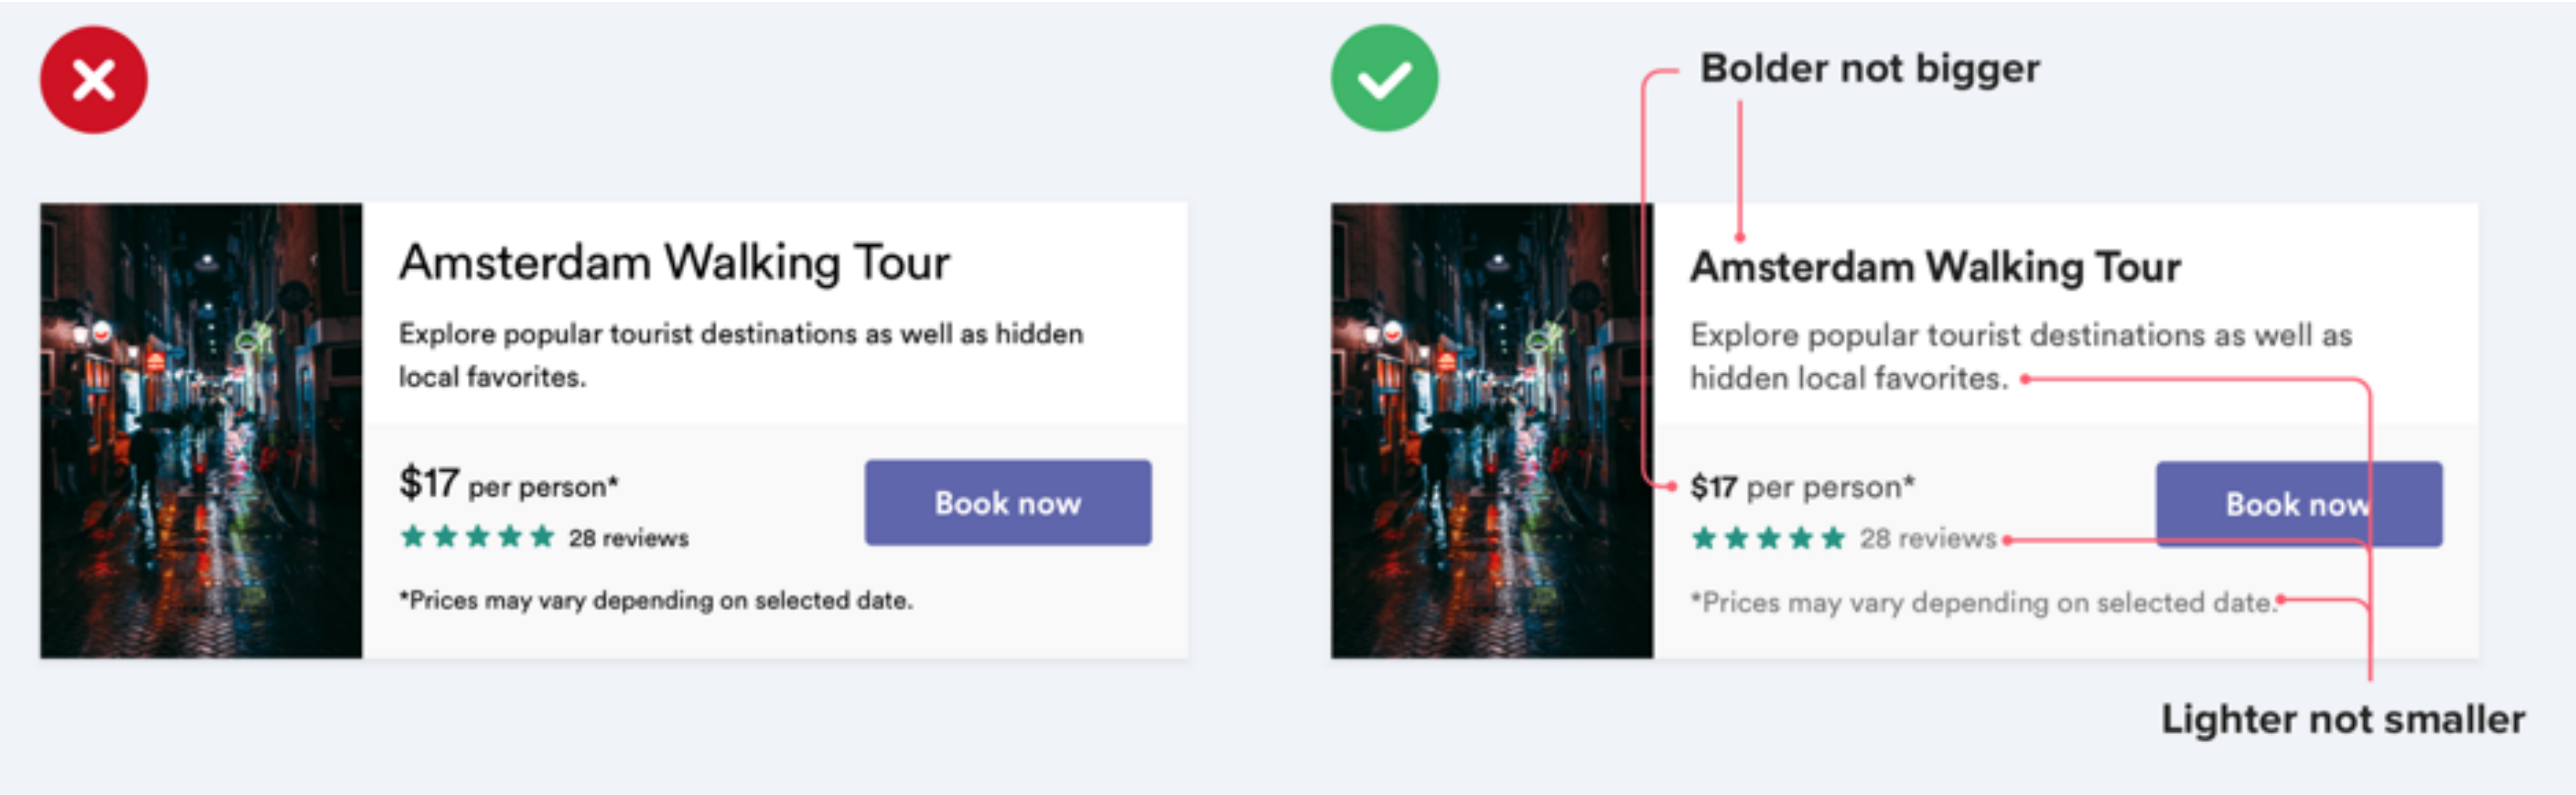 Amsterdam Walking Tour
Explore popular tourist destinations as well as hidden
local favorites.
$17 per person*
28 reviews
Book now
*Prices may vary depending on selected date.
Bolder not bigger
Amsterdam Walking Tour
Explore popular tourist destinations as well as
hidden local favorites.
$17 per person*
28 reviews
Book now
*Prices may vary depending on selected date.
Lighter not smaller